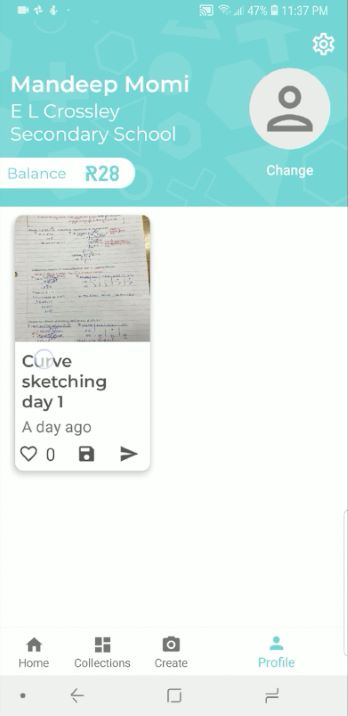 47% 11:37 PM
Mandeep Momi
E L Crossley
Secondary School
Balance R28
Change
Curve
sketching
day 1
A day ago
0
Home Collections Create Profile